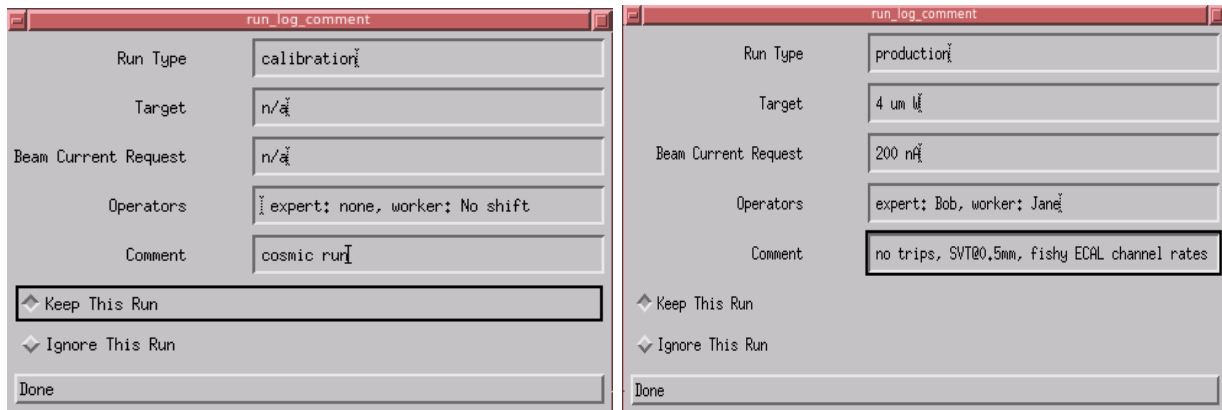 run_log_comment
Run Type calibration
Target n/a
Beam Current Request n/a
Operators expert: none, worker: No shift
Comment cosmic run
Keep This Run
Ignore This Run
Done
run_log_comment
Run Type production
Target 4 um W
Beam Current Request 200 nA
Operators expert: Bob, worker: Jane
Comment no trips, SVT@0.5mm, fishy ECAL channel rates
Keep This Run
Ignore This Run
Done